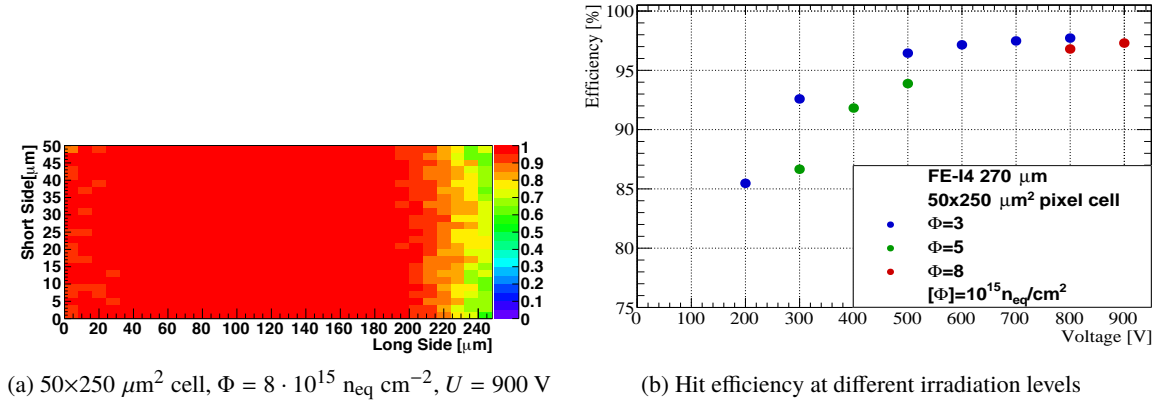 Short Side[μm]
50
45
40
35
30
25
20
15
10
5
0
0 20 40 60 80 100 120 140 160 180 200 220 240
Long Side [μm]
1
0.9
0.8
0.7
0.6
0.5
0.4
0.3
0.2
0.1
0
(a) 50×250 μm² cell, Φ = 8 · 10¹⁵ n_eq cm⁻², U = 900 V
Efficiency [%]
100
95
90
85
80
75
0 100 200 300 400 500 600 700 800 900
Voltage [V]
FE-I4 270 μm
50x250 μm² pixel cell
Φ=3
Φ=5
Φ=8
[Φ]=10¹⁵n_eq/cm²
(b) Hit efficiency at different irradiation levels